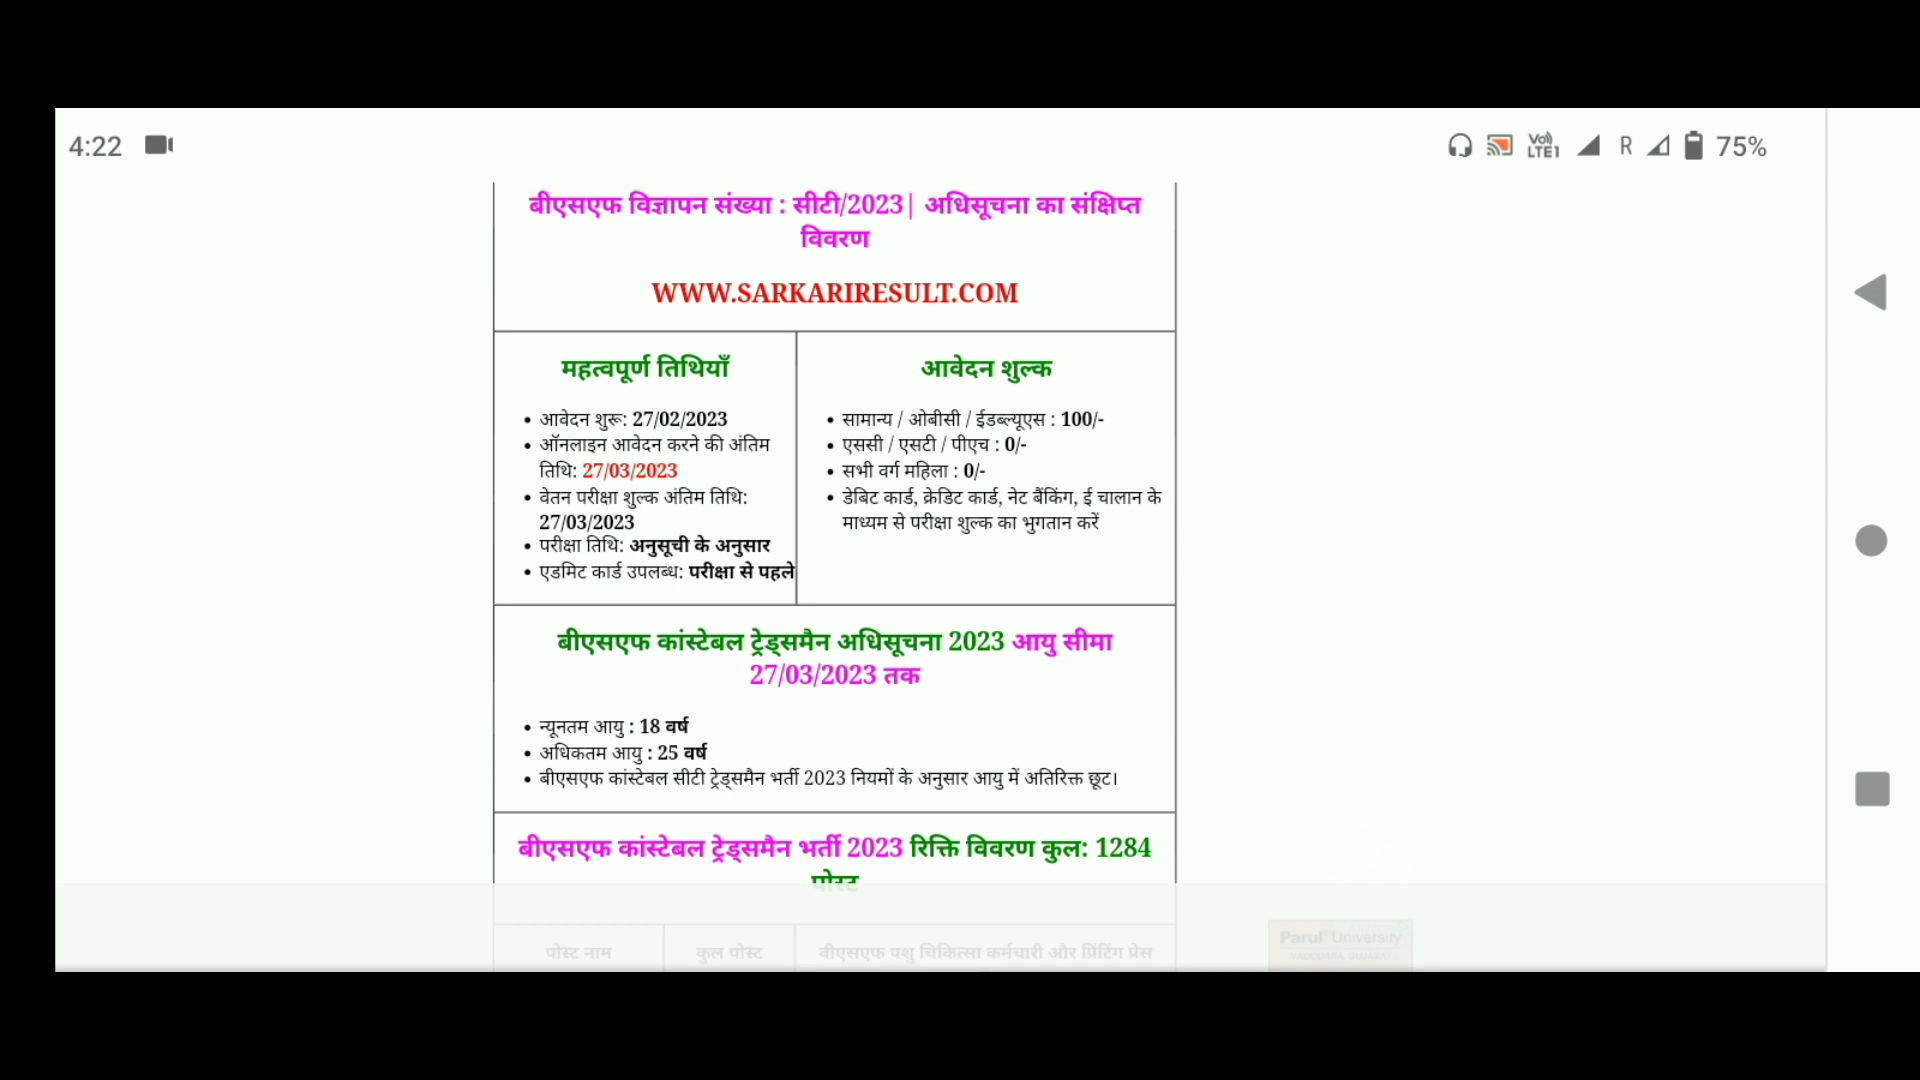 4:22
Vo)) LTE1 R 75%
बीएसएफ विज्ञापन संख्या : सीटी/2023| अधिसूचना का संक्षिप्त
विवरण
WWW.SARKARIRESULT.COM
महत्वपूर्ण तिथियाँ
• आवेदन शुरू: 27/02/2023
• ऑनलाइन आवेदन करने की अंतिम
तिथि: 27/03/2023
• वेतन परीक्षा शुल्क अंतिम तिथि:
27/03/2023
• परीक्षा तिथि: अनुसूची के अनुसार
• एडमिट कार्ड उपलब्ध: परीक्षा से पहले
आवेदन शुल्क
• सामान्य / ओबीसी / ईडब्ल्यूएस : 100/-
• एससी / एसटी / पीएच : 0/-
• सभी वर्ग महिला : 0/-
• डेबिट कार्ड, क्रेडिट कार्ड, नेट बैंकिंग, ई चालान के
माध्यम से परीक्षा शुल्क का भुगतान करें
बीएसएफ कांस्टेबल ट्रेड्समैन अधिसूचना 2023 आयु सीमा
27/03/2023 तक
• न्यूनतम आयु : 18 वर्ष
• अधिकतम आयु : 25 वर्ष
• बीएसएफ कांस्टेबल सीटी ट्रेड्समैन भर्ती 2023 नियमों के अनुसार आयु में अतिरिक्त छूट।
बीएसएफ कांस्टेबल ट्रेड्समैन भर्ती 2023 रिक्ति विवरण कुल: 1284
पोस्ट
पोस्ट नाम
कुल पोस्ट
बीएसएफ पशु चिकित्सा कर्मचारी और प्रिंटिंग प्रेस
Parul University
VADODARA, GUJARAT